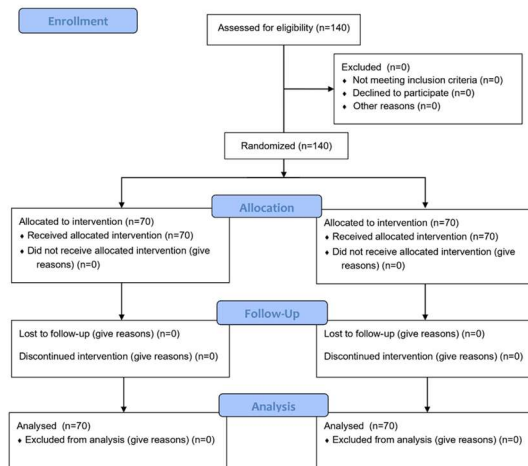 Enrollment
Assessed for eligibility (n=140)
Excluded (n=0)
♦ Not meeting inclusion criteria (n=0)
♦ Declined to participate (n=0)
♦ Other reasons (n=0)
Randomized (n=140)
Allocation
Allocated to intervention (n=70)
♦ Received allocated intervention (n=70)
♦ Did not receive allocated intervention (give
reasons) (n=0)
Allocated to intervention (n=70)
♦ Received allocated intervention (n=70)
♦ Did not receive allocated intervention (give
reasons) (n=0)
Follow-Up
Lost to follow-up (give reasons) (n=0)
Discontinued intervention (give reasons) (n=0)
Lost to follow-up (give reasons) (n=0)
Discontinued intervention (give reasons) (n=0)
Analysis
Analysed (n=70)
♦ Excluded from analysis (give reasons) (n=0)
Analysed (n=70)
♦ Excluded from analysis (give reasons) (n=0)